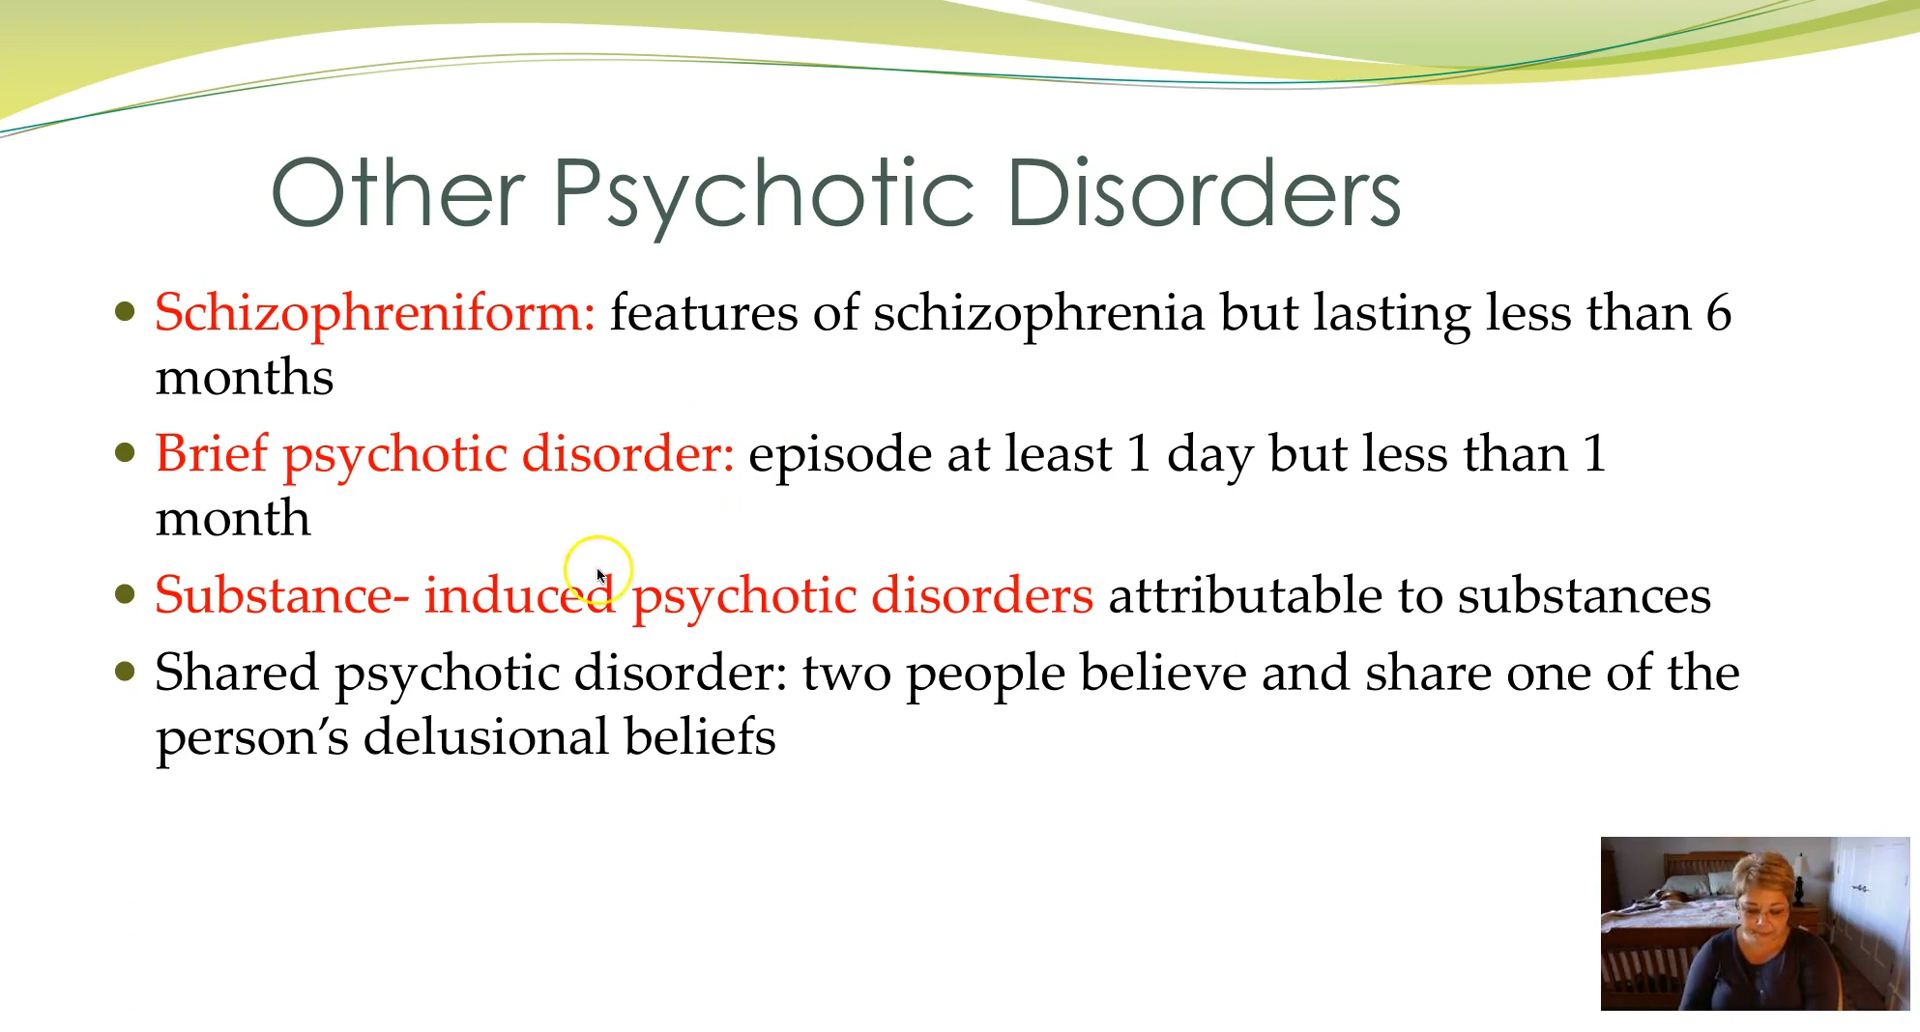 Other Psychotic Disorders
• Schizophreniform: features of schizophrenia but lasting less than 6
months
• Brief psychotic disorder: episode at least 1 day but less than 1
month
• Substance- induced psychotic disorders attributable to substances
• Shared psychotic disorder: two people believe and share one of the
person’s delusional beliefs